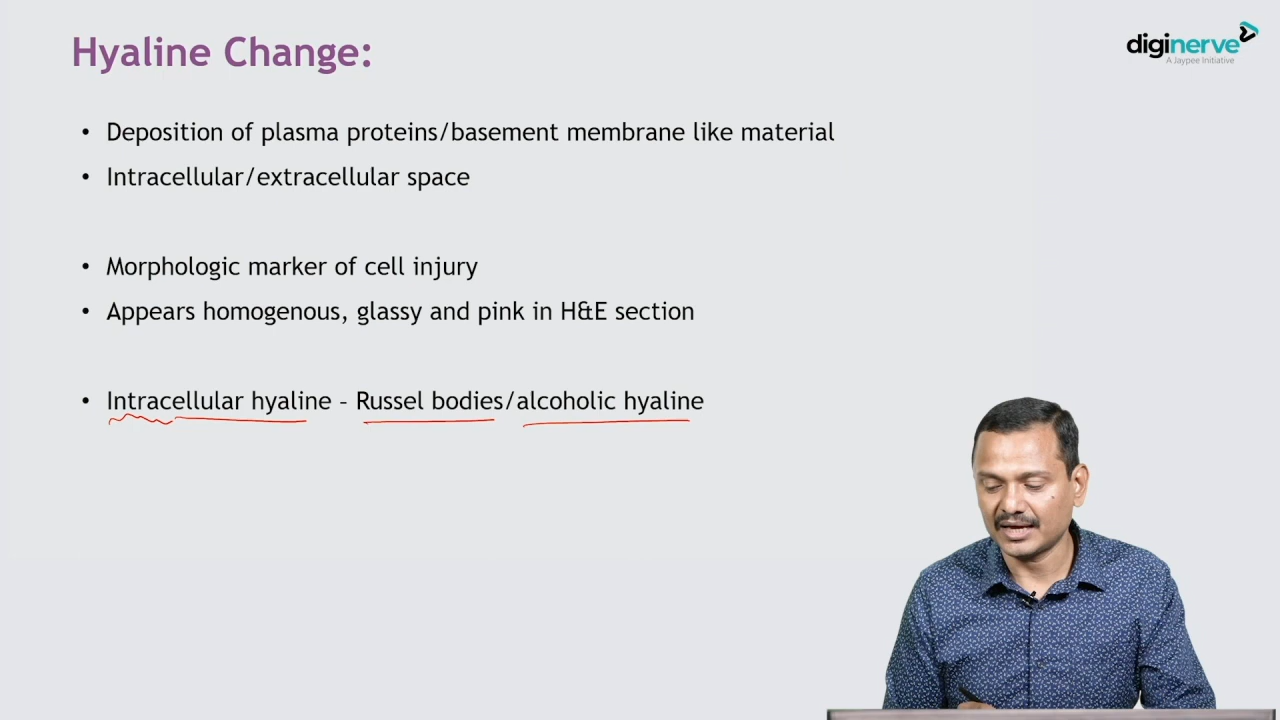 Hyaline Change:
diginerve
A Jaypee Initiative
• Deposition of plasma proteins/basement membrane like material
• Intracellular/extracellular space
• Morphologic marker of cell injury
• Appears homogenous, glassy and pink in H&E section
• Intracellular hyaline – Russel bodies/alcoholic hyaline